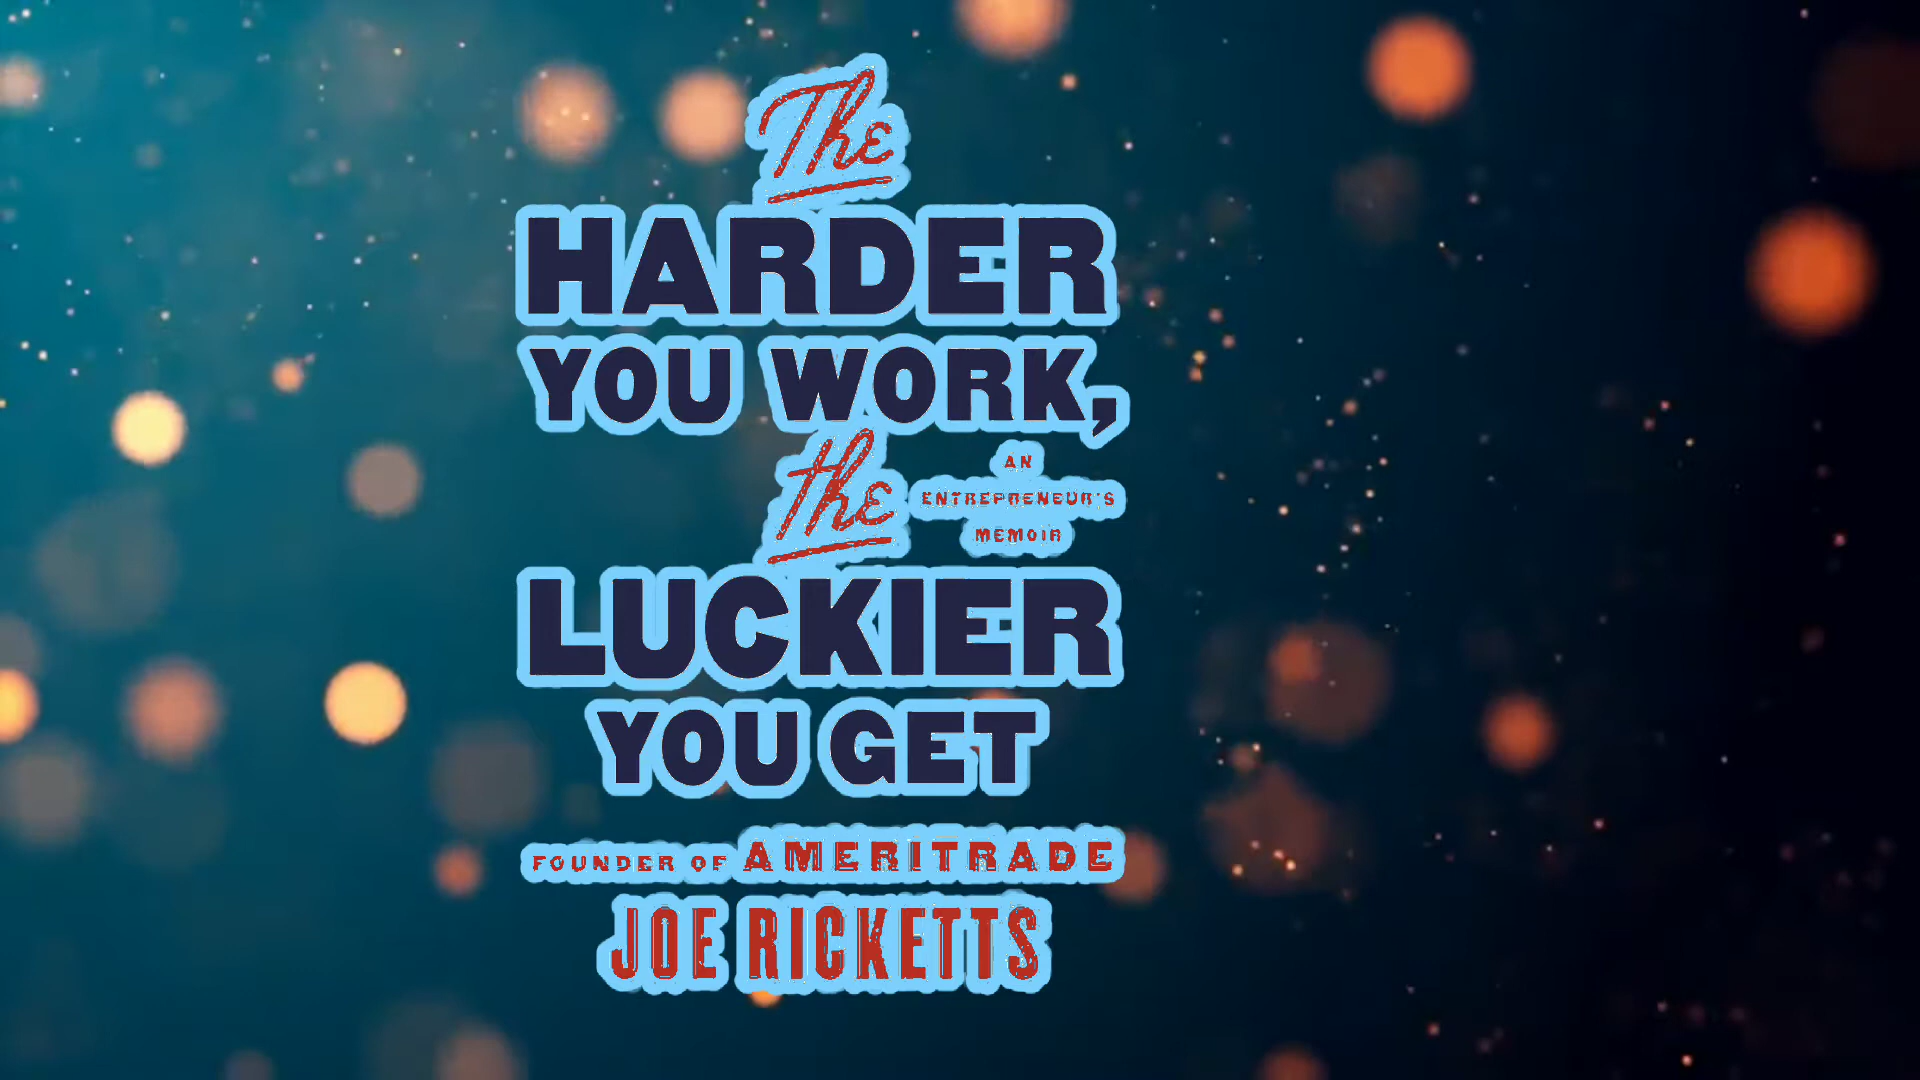 The
HARDER
YOU WORK,
the
AN
ENTREPRENEUR'S
MEMOIR
LUCKIER
YOU GET
FOUNDER OF AMERITRADE
JOE RICKETTS